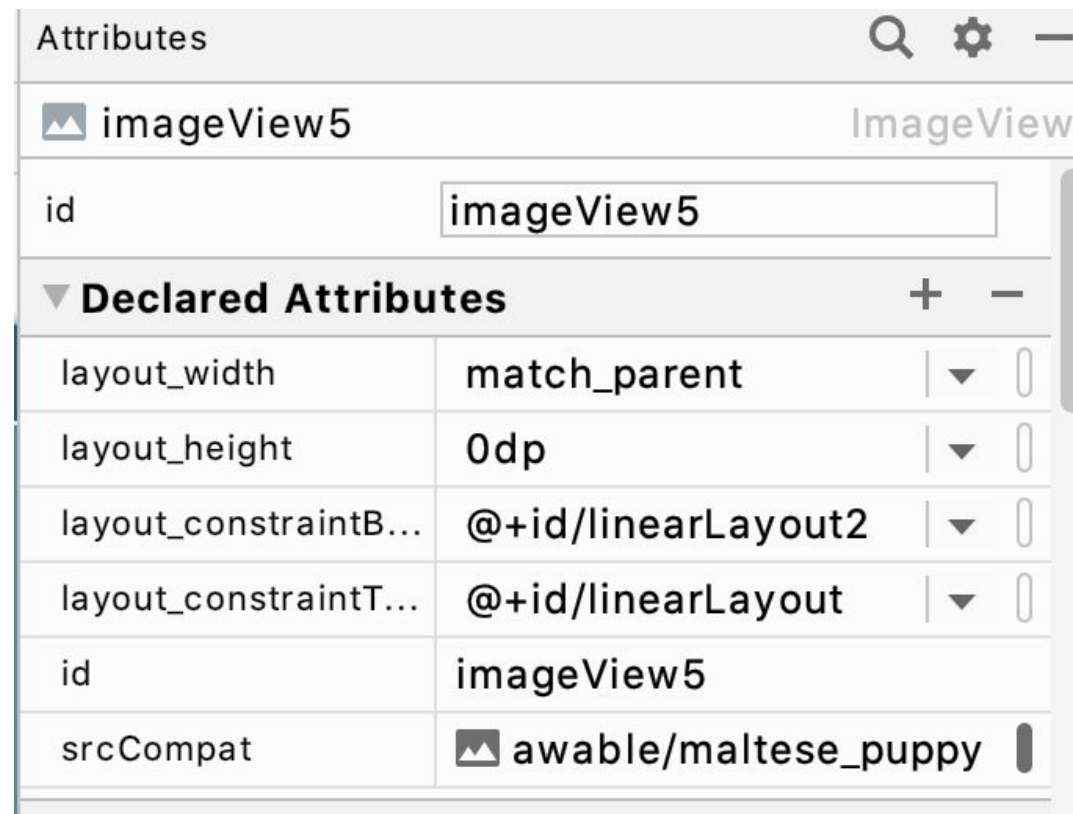 Attributes
imageView5 ImageView
id imageView5
Declared Attributes
layout_width match_parent
layout_height 0dp
layout_constraintB... @+id/linearLayout2
layout_constraintT... @+id/linearLayout
id imageView5
srcCompat awable/maltese_puppy